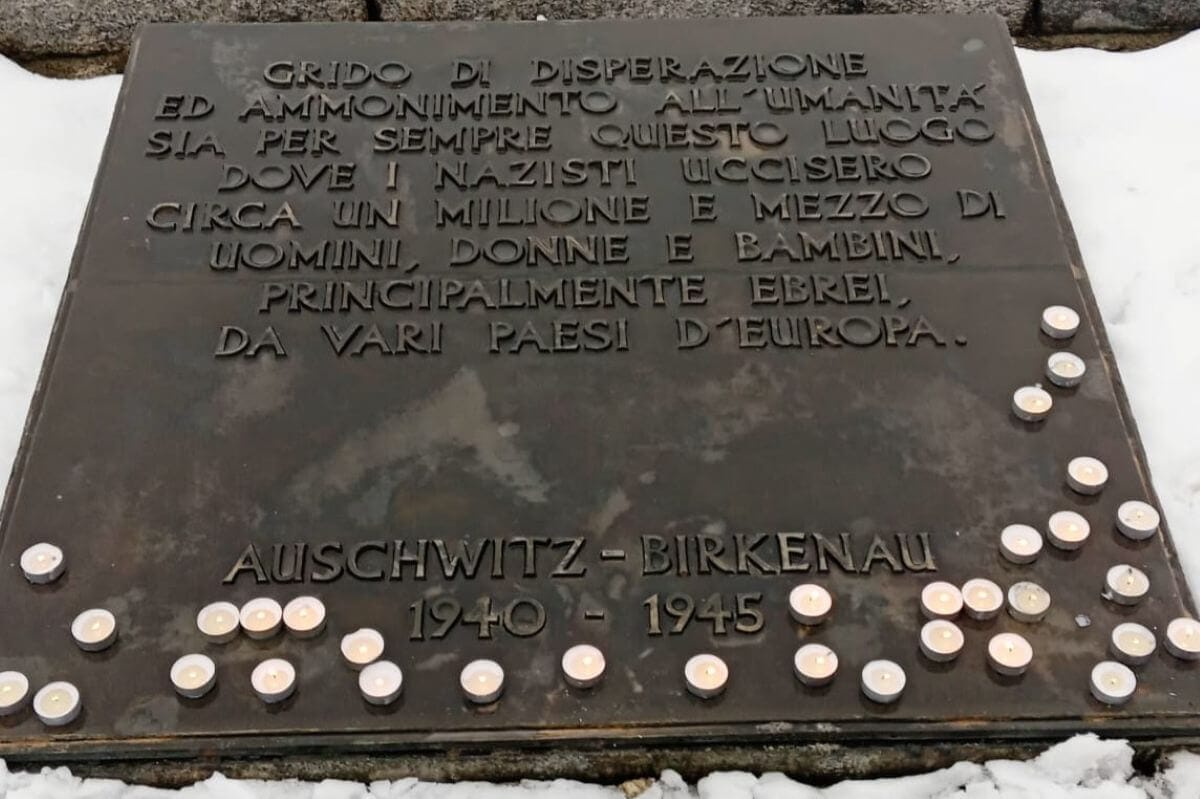 GRIDO DI DISPERAZIONE
ED AMMONIMENTO ALL'UMANITÁ
SIA PER SEMPRE QUESTO LUOGO
DOVE I NAZISTI UCCISERO
CIRCA UN MILIONE E MEZZO DI
UOMINI, DONNE E BAMBINI,
PRINCIPALMENTE EBREI,
DA VARI PAESI D'EUROPA.
AUSCHWITZ - BIRKENAU
1940 - 1945